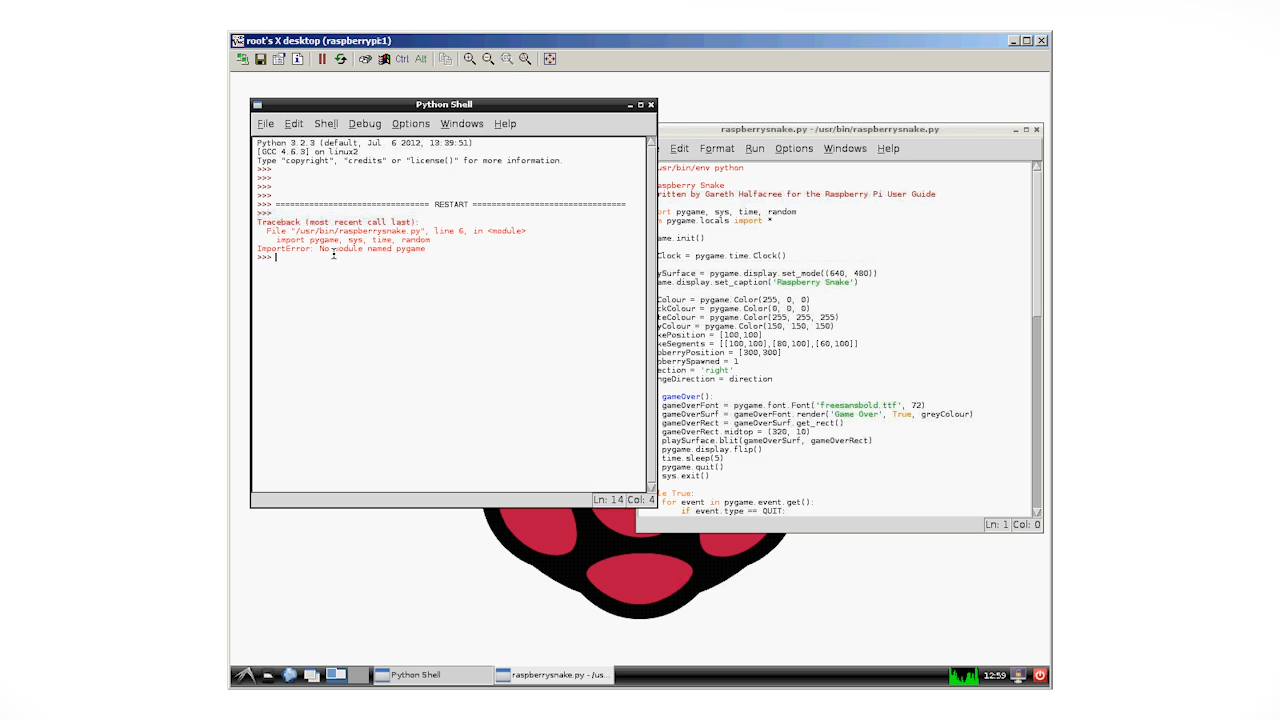 root's X desktop (raspberrypi:1)
Ctrl Alt
Python Shell
File Edit Shell Debug Options Windows Help
Python 3.2.3 (default, Jul 6 2012, 13:39:51)
[GCC 4.6.3] on linux2
Type "copyright", "credits" or "license()" for more information.
>>>
>>>
>>>
>>>
>>> ================================ RESTART ================================
>>>
Traceback (most recent call last):
File "/usr/bin/raspberrysnake.py", line 6, in <module>
import pygame, sys, time, random
ImportError: No module named pygame
>>>
Ln: 14 Col: 4
raspberrysnake.py - /usr/bin/raspberrysnake.py
Edit Format Run Options Windows Help
usr/bin/env python
aspberry Snake
ritten by Gareth Halfacree for the Raspberry Pi User Guide
ort pygame, sys, time, random
m pygame.locals import *
ame.init()
Clock = pygame.time.Clock()
ySurface = pygame.display.set_mode((640, 480))
me.display.set_caption('Raspberry Snake')
Colour = pygame.Color(255, 0, 0)
ckColour = pygame.Color(0, 0, 0)
teColour = pygame.Color(255, 255, 255)
yColour = pygame.Color(150, 150, 150)
kePosition = [100,100]
keSegments = [[100,100],[80,100],[60,100]]
pberryPosition = [300,300]
pberrySpawned = 1
ection = 'right'
ngeDirection = direction
gameOver():
gameOverFont = pygame.font.Font('freesansbold.ttf', 72)
gameOverSurf = gameOverFont.render('Game Over', True, greyColour)
gameOverRect = gameOverSurf.get_rect()
gameOverRect.midtop = (320, 10)
playSurface.blit(gameOverSurf, gameOverRect)
pygame.display.flip()
time.sleep(5)
pygame.quit()
sys.exit()
le True:
for event in pygame.event.get():
if event.type == QUIT:
Ln: 1 Col: 0
Python Shell
raspberrysnake.py - /us...
12:59